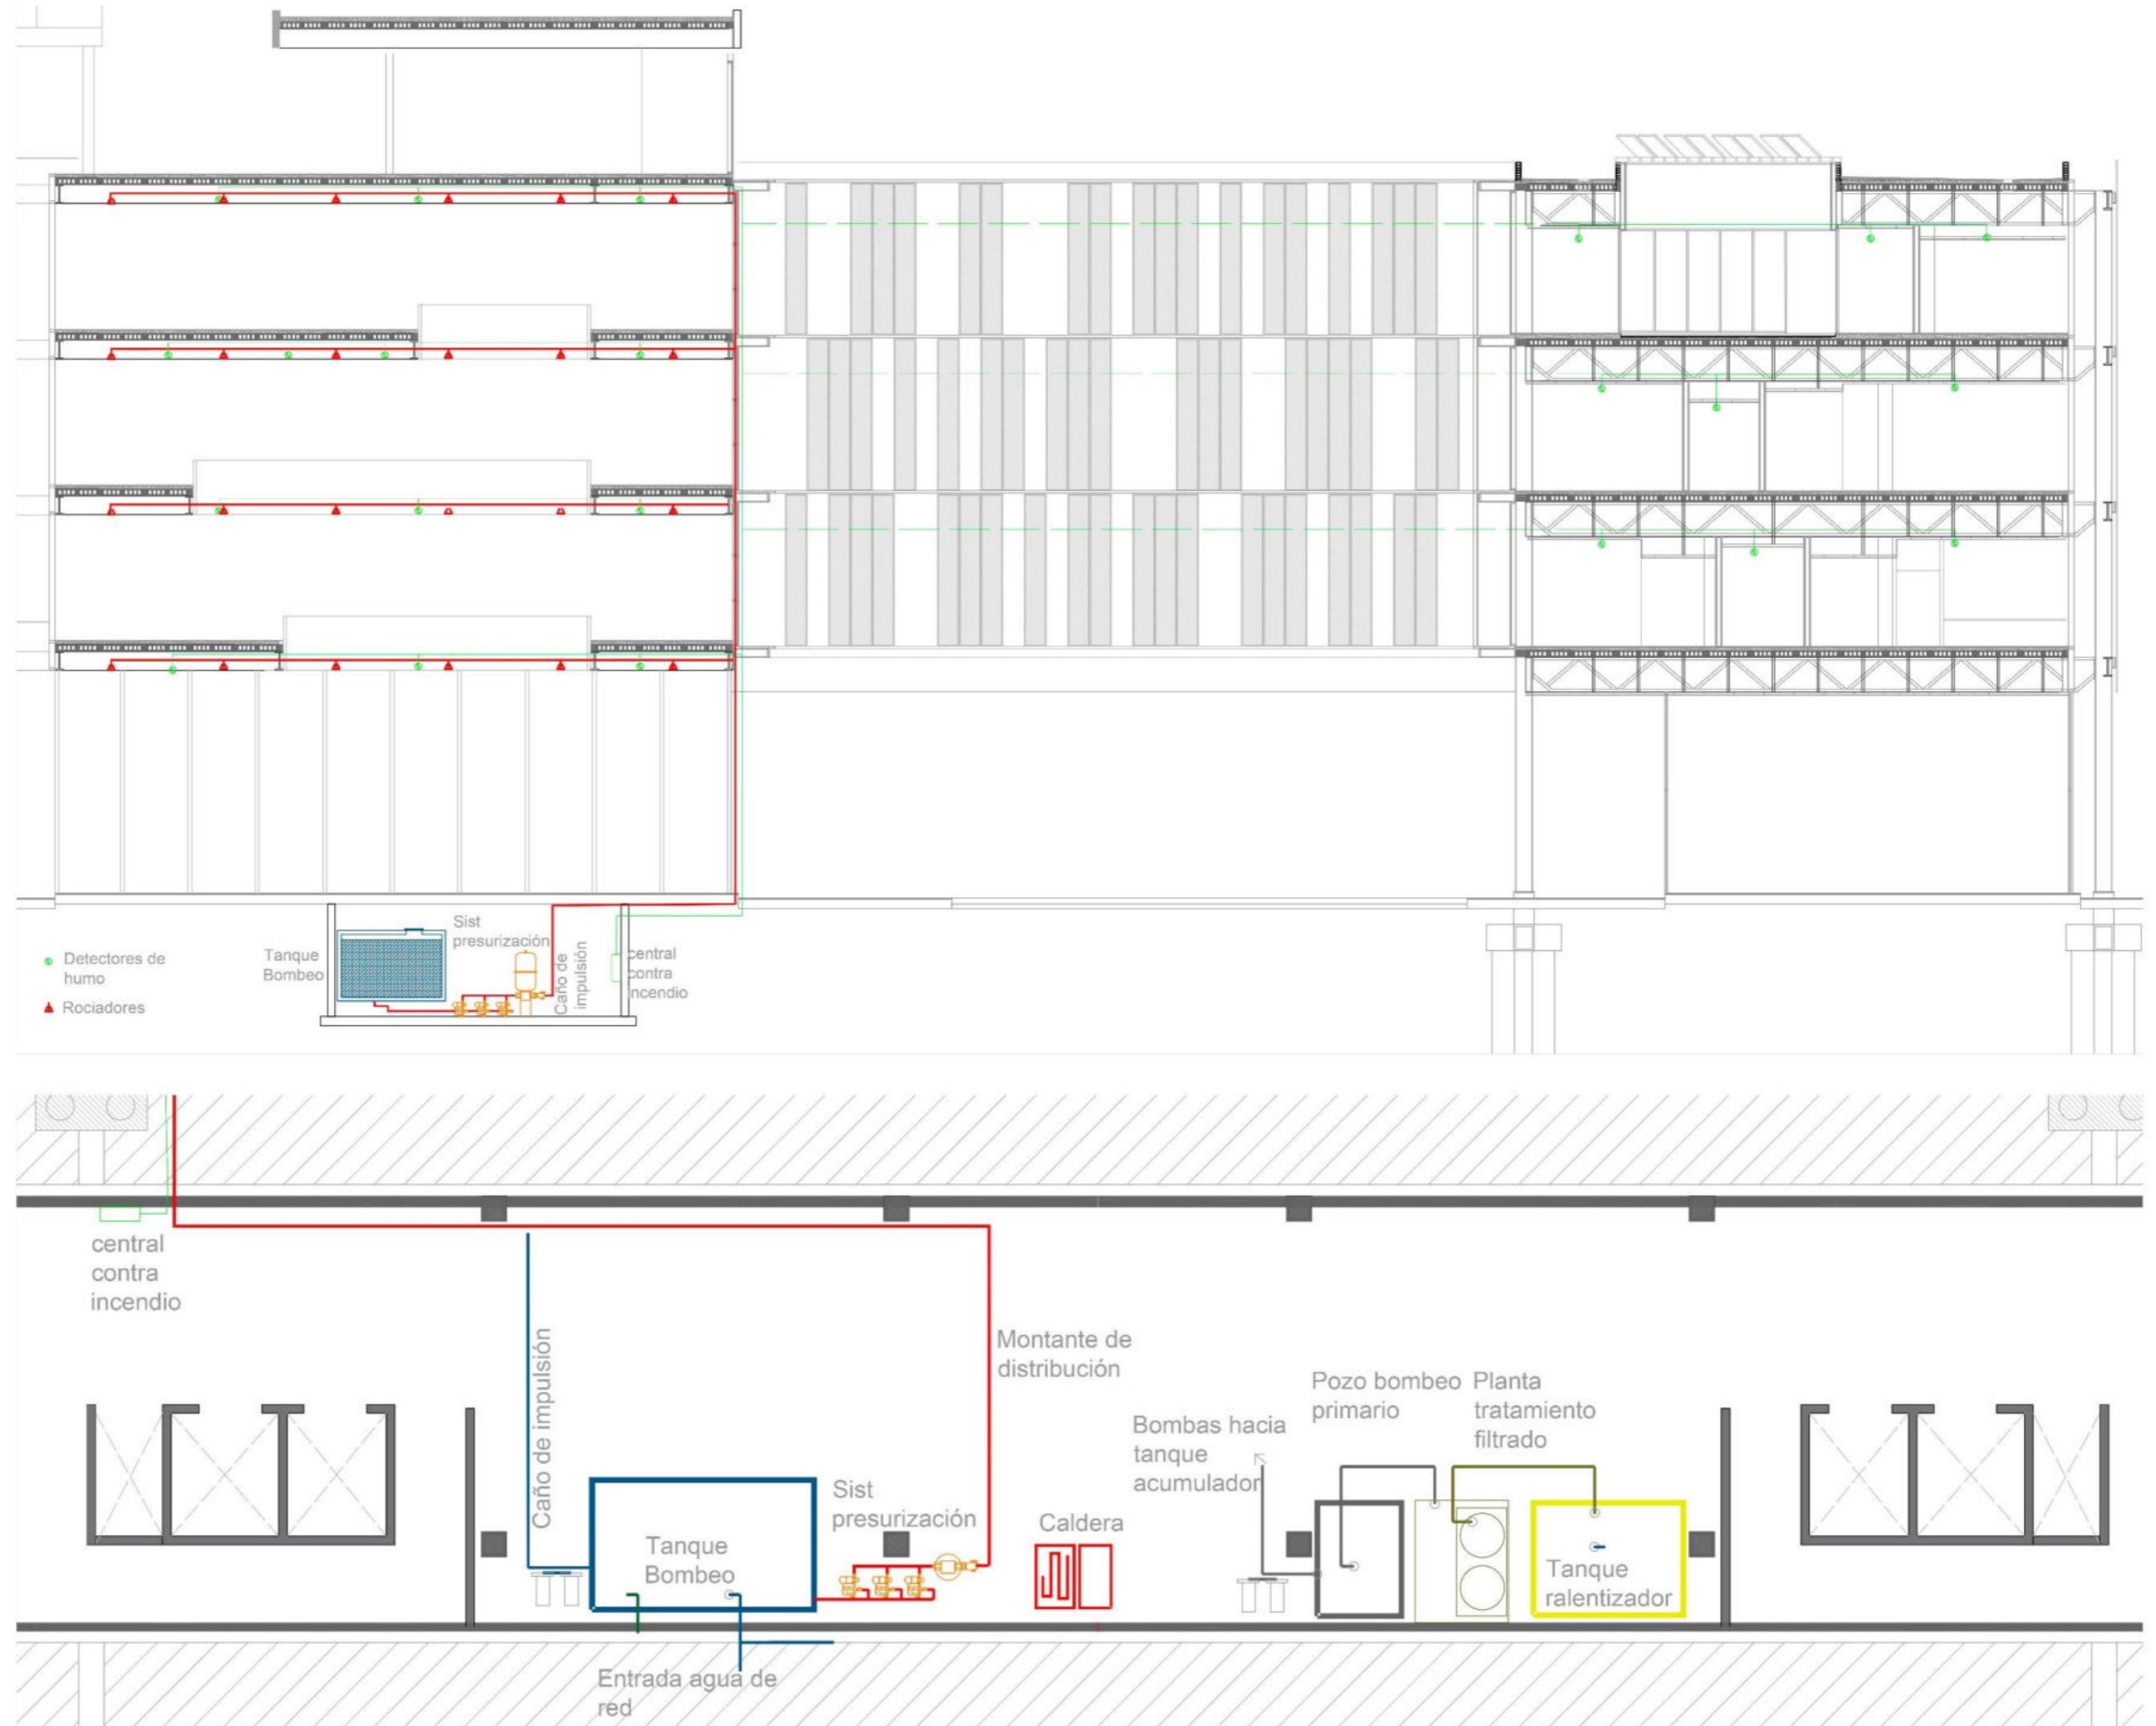 Detectores de
humo
Rociadores
Tanque
Bombeo
Sist
presurización
Caño de
impulsión
central
contra
incendio
central
contra
incendio
Caño de impulsión
Tanque
Bombeo
Entrada agua de
red
Sist
presurización
Montante de
distribución
Caldera
Bombas hacia
tanque
acumulador
Pozo bombeo
primario
Planta
tratamiento
filtrado
Tanque
ralentizador